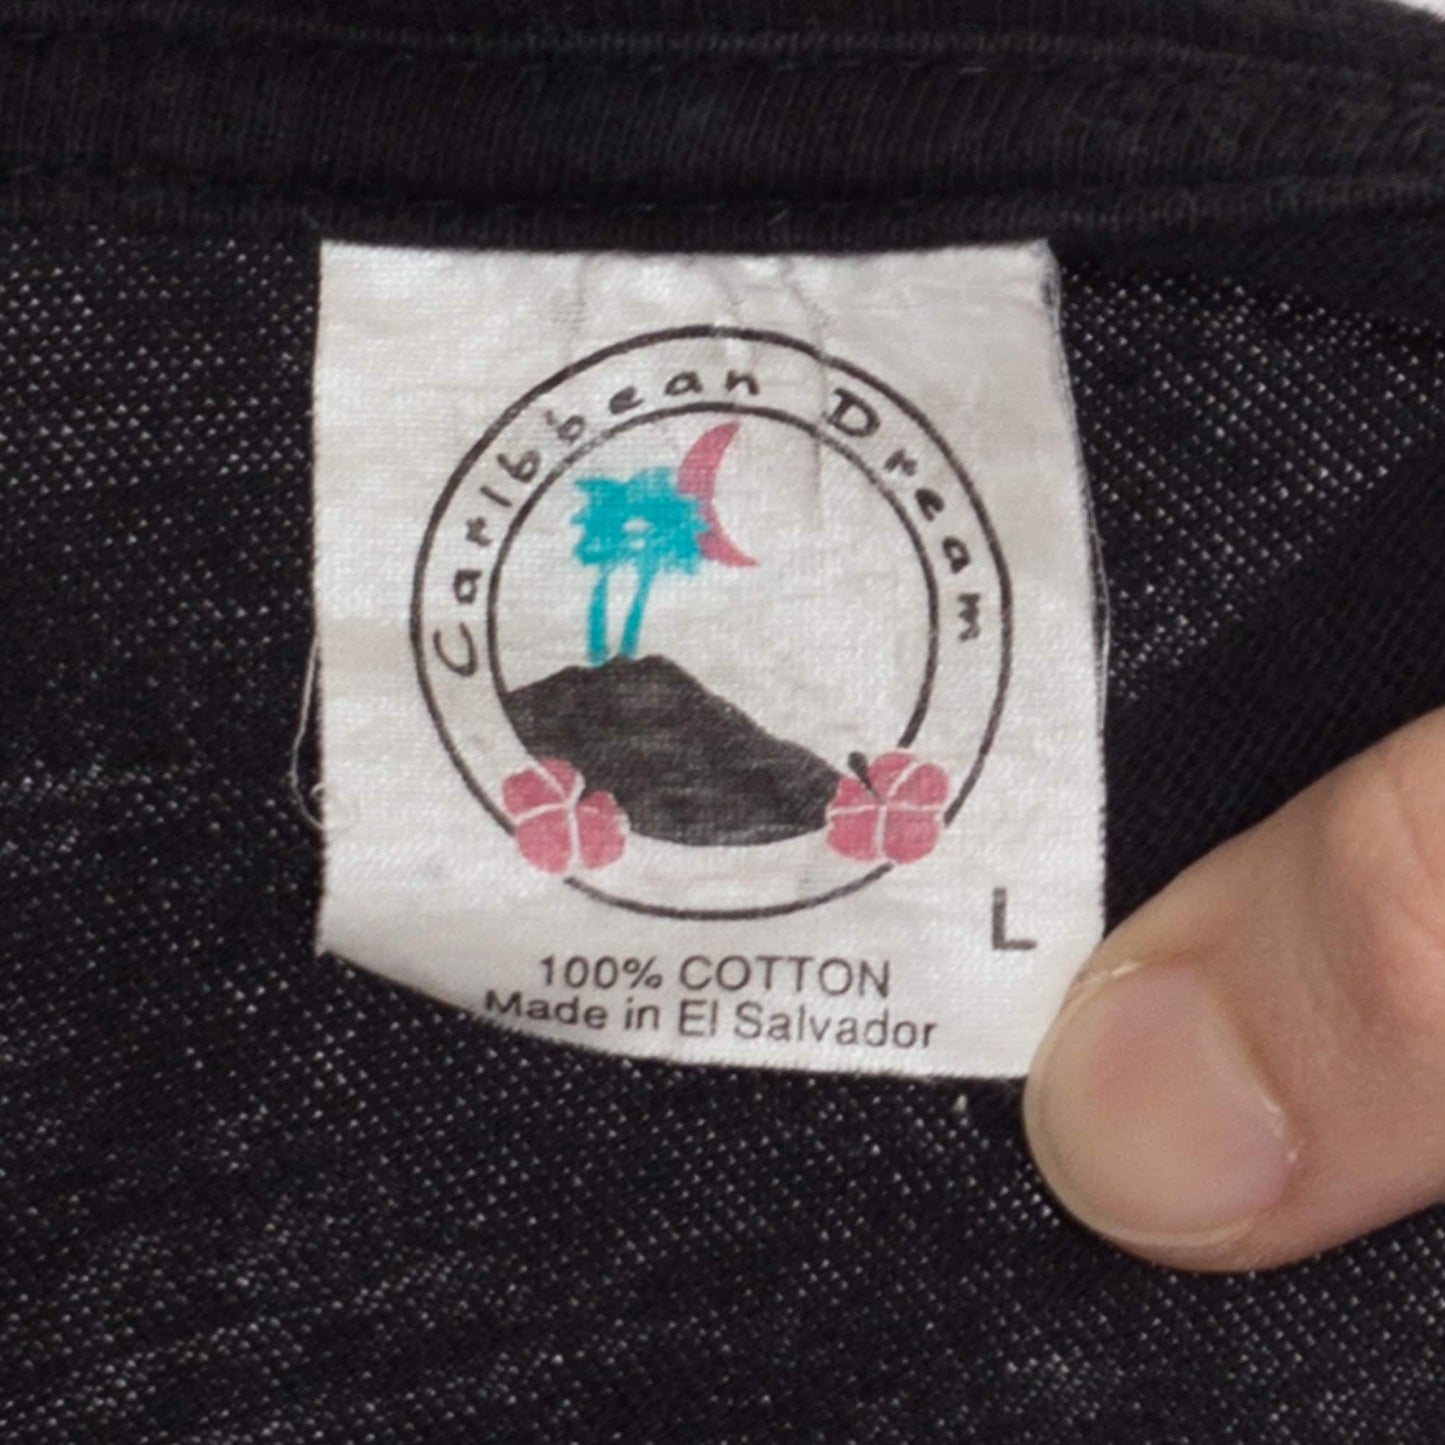 Caribbean Dream
L
100% COTTON
Made in El Salvador